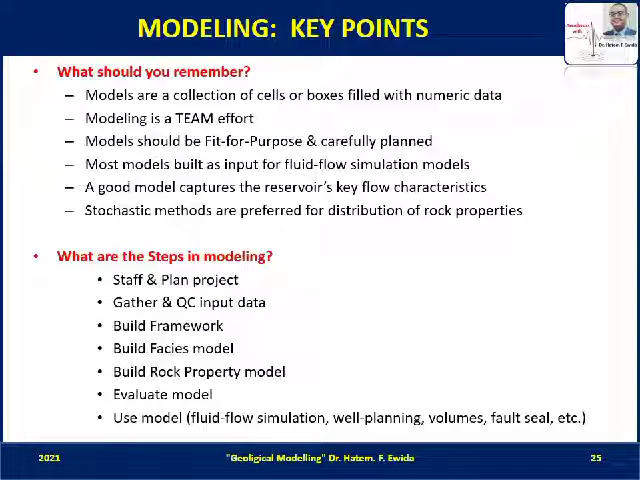 MODELING:  KEY POINTS
Dr. Hatem F. Ewida
• What should you remember?
– Models are a collection of cells or boxes filled with numeric data
– Modeling is a TEAM effort
– Models should be Fit-for-Purpose & carefully planned
– Most models built as input for fluid-flow simulation models
– A good model captures the reservoir's key flow characteristics
– Stochastic methods are preferred for distribution of rock properties
• What are the Steps in modeling?
• Staff & Plan project
• Gather & QC input data
• Build Framework
• Build Facies model
• Build Rock Property model
• Evaluate model
• Use model (fluid-flow simulation, well-planning, volumes, fault seal, etc.)
2021 "Geoligical Modelling" Dr. Hatem. F. Ewida 25